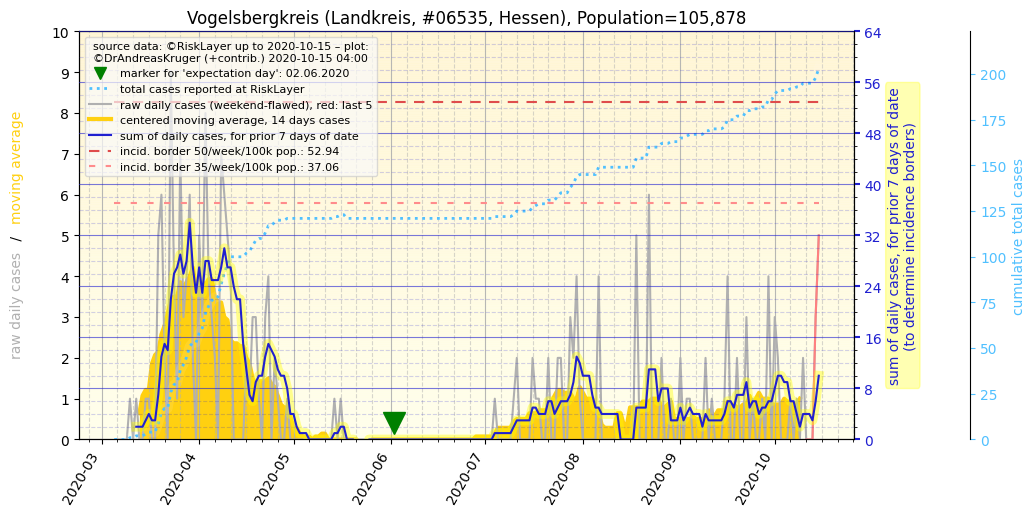 Vogelsbergkreis (Landkreis, #06535, Hessen), Population=105,878
source data: ©RiskLayer up to 2020-10-15 – plot:
©DrAndreasKruger (+contrib.) 2020-10-15 04:00
marker for 'expectation day': 02.06.2020
total cases reported at RiskLayer
raw daily cases (weekend-flawed), red: last 5
centered moving average, 14 days cases
sum of daily cases, for prior 7 days of date
incid. border 50/week/100k pop.: 52.94
incid. border 35/week/100k pop.: 37.06
raw daily cases / moving average
10
9
8
7
6
5
4
3
2
1
0
2020-03
2020-04
2020-05
2020-06
2020-07
2020-08
2020-09
2020-10
64
56
48
40
32
24
16
8
0
sum of daily cases, for prior 7 days of date
(to determine incidence borders)
200
175
150
125
100
75
50
25
0
cumulative total cases